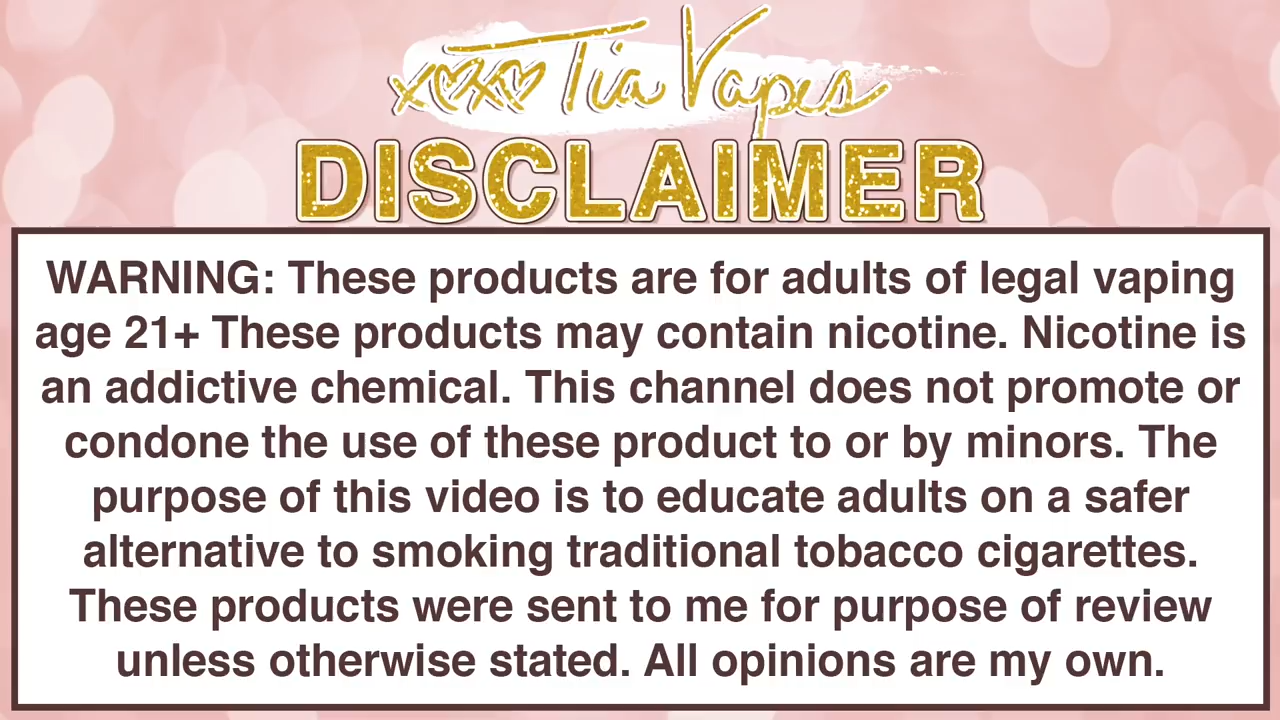 xoxo Tia Vapes
DISCLAIMER
WARNING: These products are for adults of legal vaping
age 21+ These products may contain nicotine. Nicotine is
an addictive chemical. This channel does not promote or
condone the use of these product to or by minors. The
purpose of this video is to educate adults on a safer
alternative to smoking traditional tobacco cigarettes.
These products were sent to me for purpose of review
unless otherwise stated. All opinions are my own.